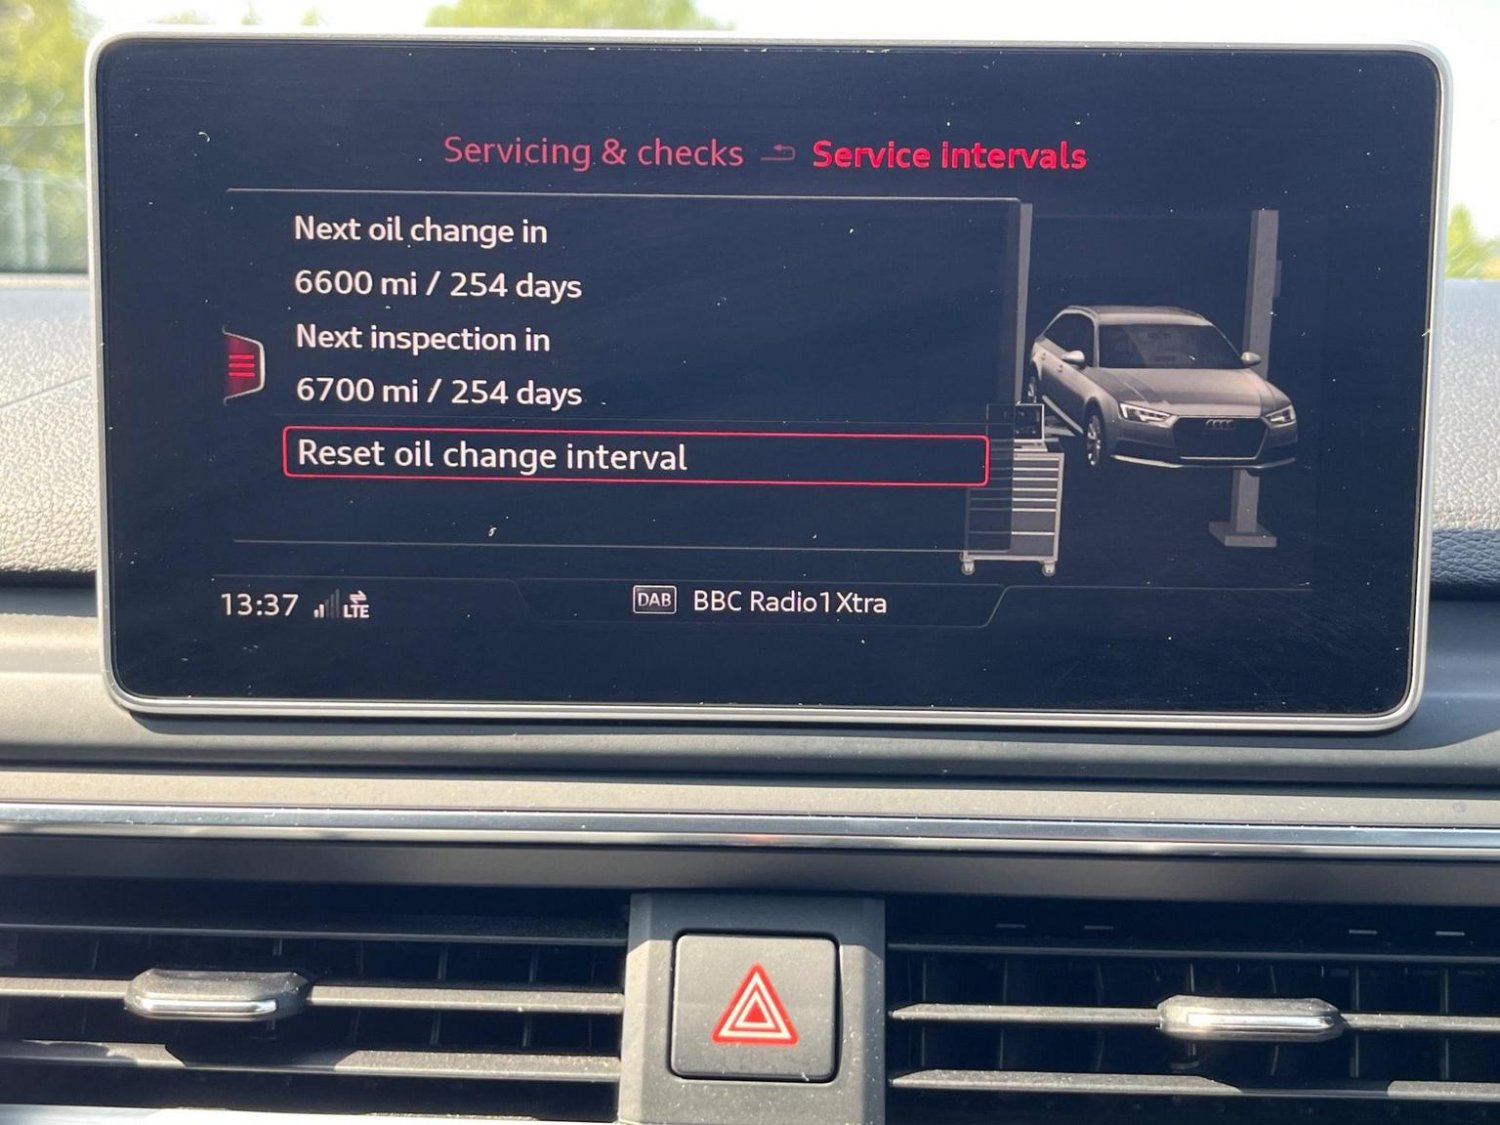 Servicing & checks Service intervals
Next oil change in
6600 mi / 254 days
Next inspection in
6700 mi / 254 days
Reset oil change interval
13:37 LTE DAB BBC Radio1Xtra